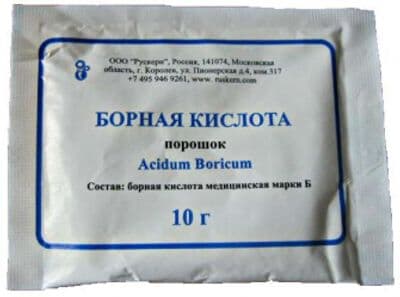 ООО "Рускерн", Россия, 141074, Московская
область, г. Королев, ул. Пионерская д.4, ком.317
+7 495 946 9261, www. ruskern.com
БОРНАЯ КИСЛОТА
порошок
Acidum Boricum
Состав: борная кислота медицинская марки Б
10 г